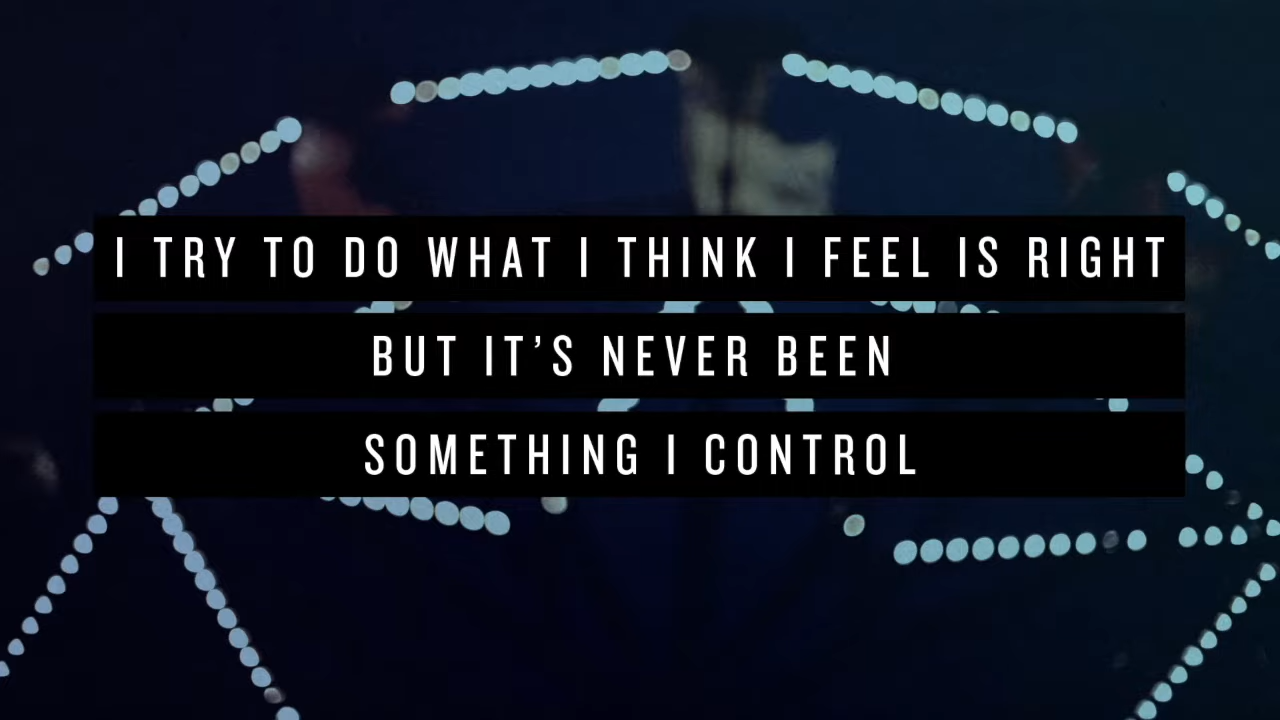 I TRY TO DO WHAT I THINK I FEEL IS RIGHT
BUT IT’S NEVER BEEN
SOMETHING I CONTROL